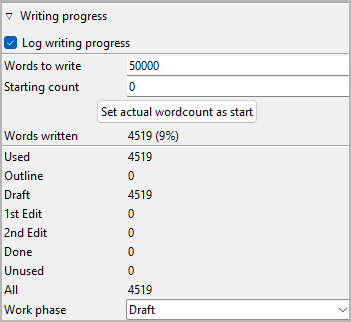 Writing progress
Log writing progress
Words to write 50000
Starting count 0
Set actual wordcount as start
Words written 4519 (9%)
Used 4519
Outline 0
Draft 4519
1st Edit 0
2nd Edit 0
Done 0
Unused 0
All 4519
Work phase Draft